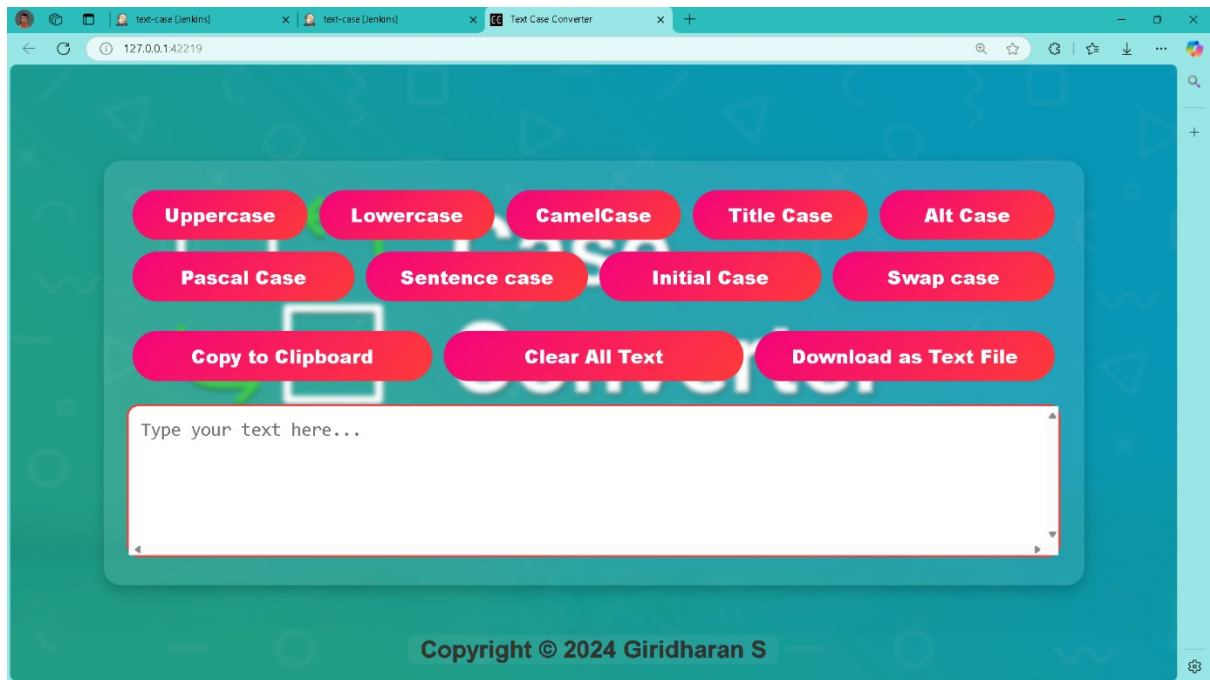 text-case [Jenkins] text-case [Jenkins] Text Case Converter
127.0.0.1:42219
Uppercase Lowercase CamelCase Title Case Alt Case
Case
Pascal Case Sentence case Initial Case Swap case
Converter
Copy to Clipboard Clear All Text Download as Text File
Type your text here...
Copyright © 2024 Giridharan S